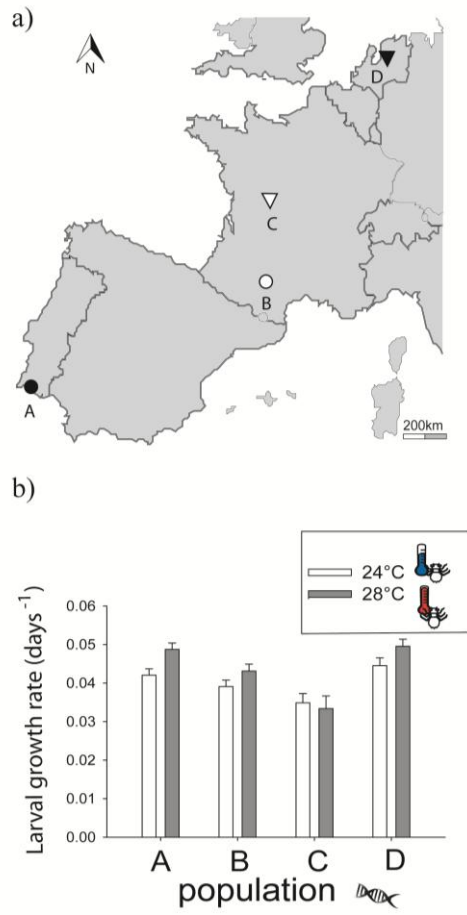 a)
N
D
C
B
A
200km
b)
24°C
28°C
0.06
0.05
0.04
0.03
0.02
0.01
0.00
Larval growth rate (days⁻¹)
A B C D
population